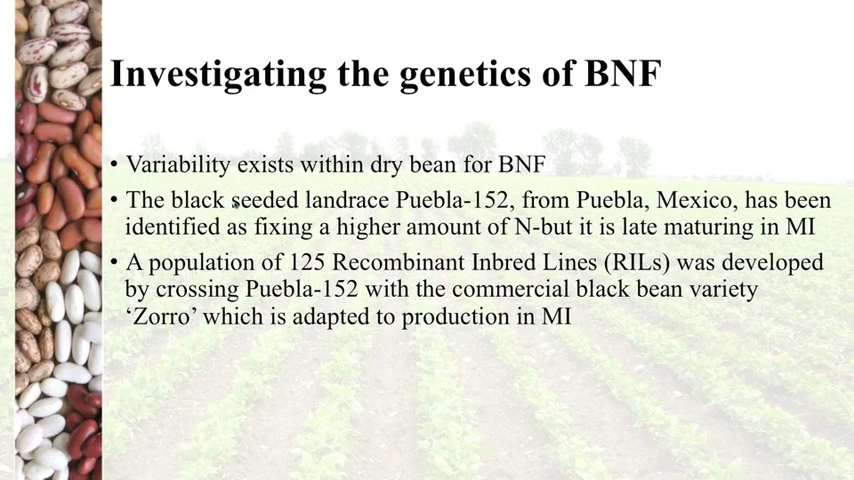 Investigating the genetics of BNF
• Variability exists within dry bean for BNF
• The black seeded landrace Puebla-152, from Puebla, Mexico, has been
identified as fixing a higher amount of N-but it is late maturing in MI
• A population of 125 Recombinant Inbred Lines (RILs) was developed
by crossing Puebla-152 with the commercial black bean variety
‘Zorro’ which is adapted to production in MI